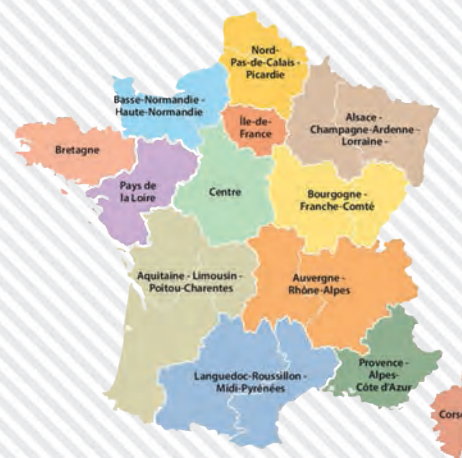 Nord-
Pas-de-Calais -
Picardie
Basse-Normandie -
Haute-Normandie
Île-de-
France
Alsace -
Champagne-Ardenne -
Lorraine -
Bretagne
Pays de
la Loire
Centre
Bourgogne -
Franche-Comté
Aquitaine - Limousin -
Poitou-Charentes
Auvergne -
Rhône-Alpes
Languedoc-Roussillon -
Midi-Pyrénées
Provence -
Alpes-
Côte d'Azur